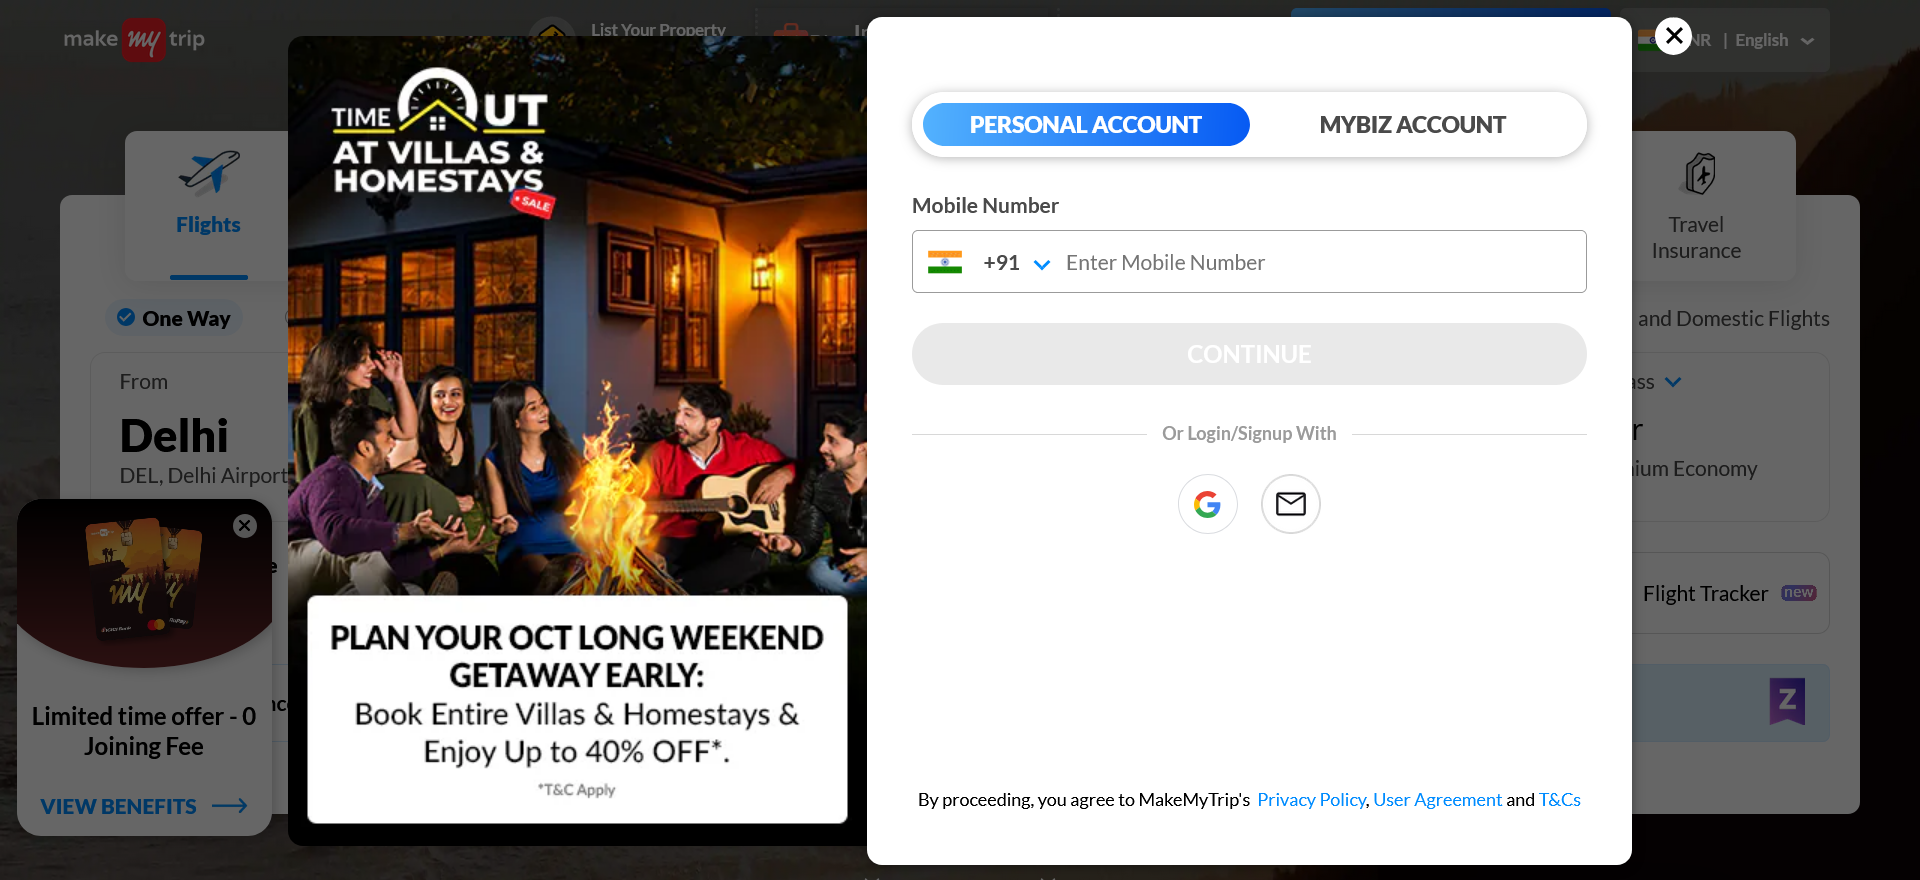 make my trip
List Your Property
INR | English
TIME OUT
AT VILLAS &
HOMESTAYS
SALE
PERSONAL ACCOUNT
MYBIZ ACCOUNT
Mobile Number
+91
Enter Mobile Number
CONTINUE
Or Login/Signup With
By proceeding, you agree to MakeMyTrip's Privacy Policy, User Agreement and T&Cs
Flights
Travel
Insurance
One Way
and Domestic Flights
From
Delhi
DEL, Delhi Airport
nium Economy
Flight Tracker
new
Z
my
Limited time offer - 0
Joining Fee
VIEW BENEFITS
PLAN YOUR OCT LONG WEEKEND
GETAWAY EARLY:
Book Entire Villas & Homestays &
Enjoy Up to 40% OFF*.
*T&C Apply